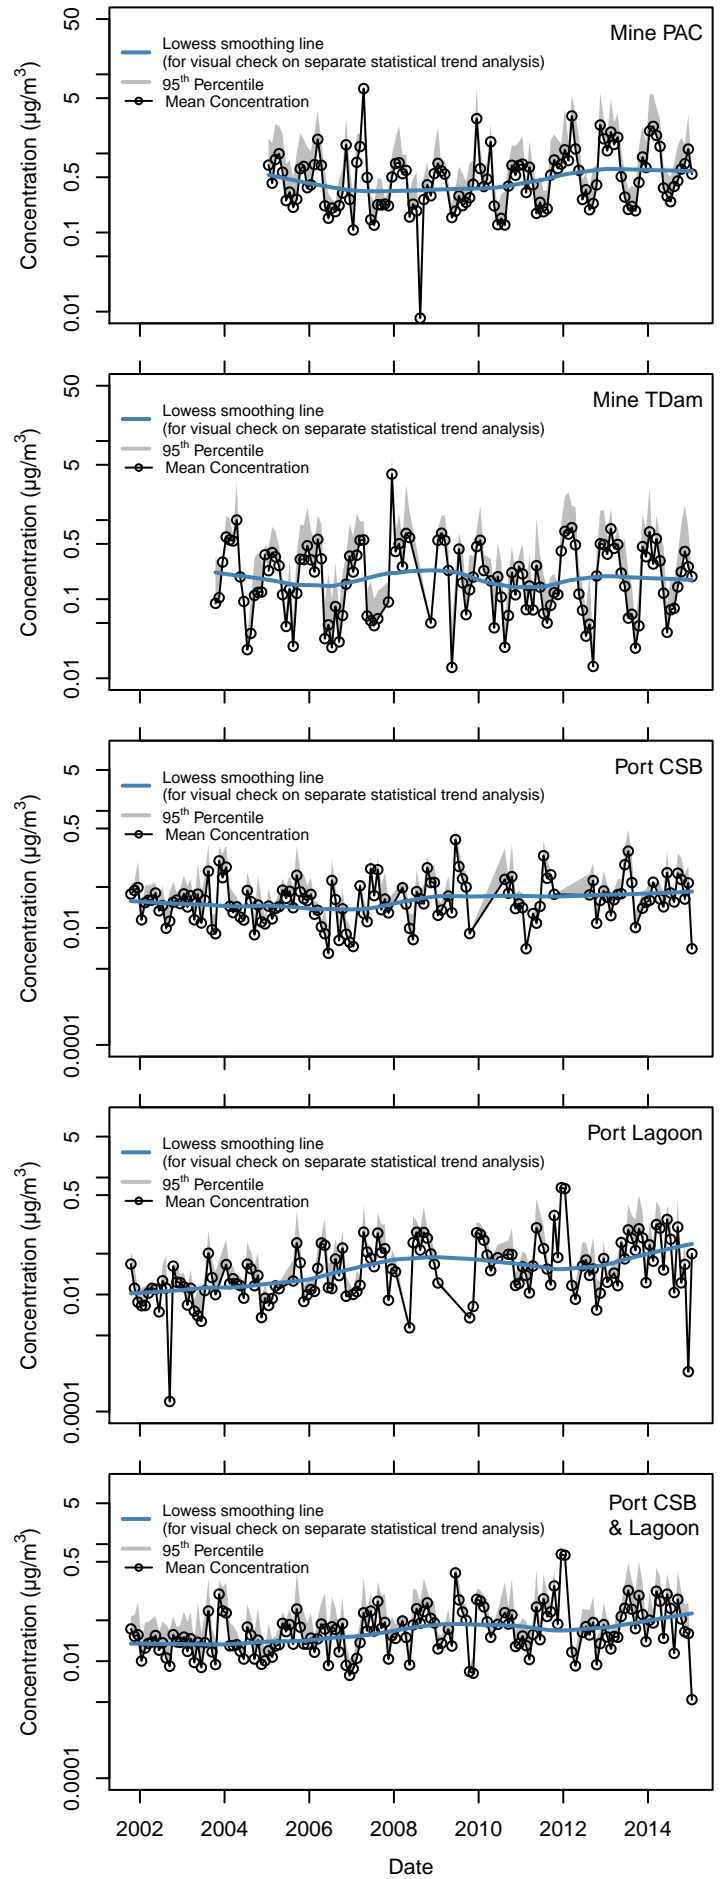 Mine PAC
Lowess smoothing line
(for visual check on separate statistical trend analysis)
95th Percentile
Mean Concentration
Concentration (µg/m3)
50
5
0.5
0.1
0.01
Mine TDam
Lowess smoothing line
(for visual check on separate statistical trend analysis)
95th Percentile
Mean Concentration
Concentration (µg/m3)
50
5
0.5
0.1
0.01
Port CSB
Lowess smoothing line
(for visual check on separate statistical trend analysis)
95th Percentile
Mean Concentration
Concentration (µg/m3)
5
0.5
0.01
0.0001
Port Lagoon
Lowess smoothing line
(for visual check on separate statistical trend analysis)
95th Percentile
Mean Concentration
Concentration (µg/m3)
5
0.5
0.01
0.0001
Port CSB
& Lagoon
Lowess smoothing line
(for visual check on separate statistical trend analysis)
95th Percentile
Mean Concentration
Concentration (µg/m3)
5
0.5
0.01
0.0001
2002 2004 2006 2008 2010 2012 2014
Date